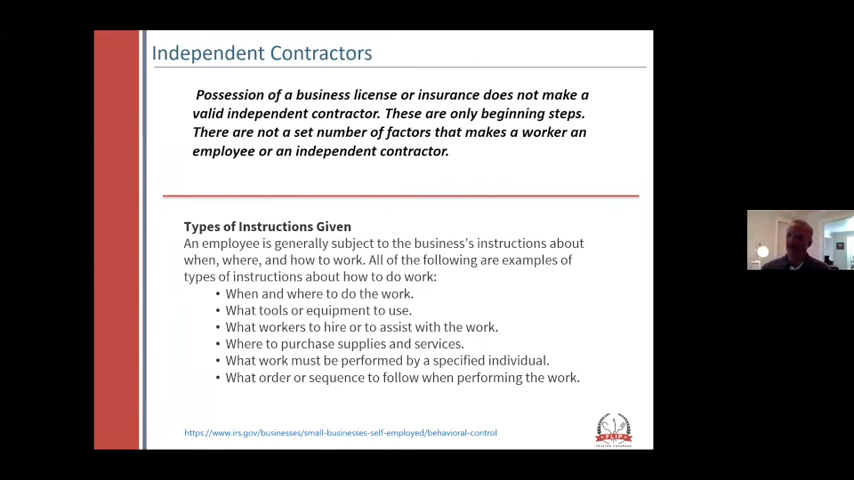 Independent Contractors
Possession of a business license or insurance does not make a
valid independent contractor. These are only beginning steps.
There are not a set number of factors that makes a worker an
employee or an independent contractor.
Types of Instructions Given
An employee is generally subject to the business's instructions about
when, where, and how to work. All of the following are examples of
types of instructions about how to do work:
• When and where to do the work.
• What tools or equipment to use.
• What workers to hire or to assist with the work.
• Where to purchase supplies and services.
• What work must be performed by a specified individual.
• What order or sequence to follow when performing the work.
https://www.irs.gov/businesses/small-businesses-self-employed/behavioral-control
FLIP